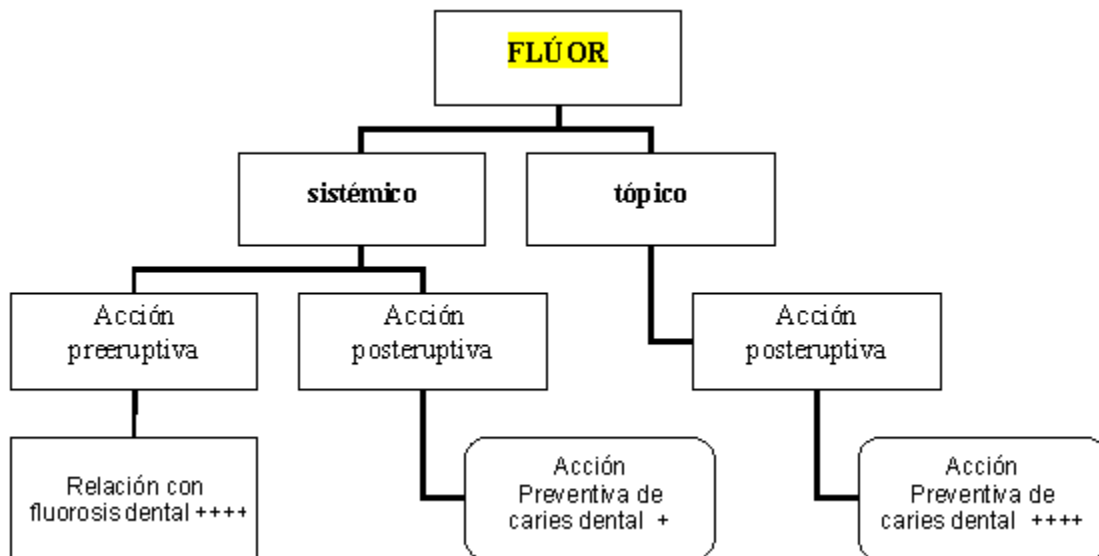 FLÚOR
sistémico
tópico
Acción
preeruptiva
Acción
posteruptiva
Acción
posteruptiva
Relación con
fluorosis dental ++++
Acción
Preventiva de
caries dental +
Acción
Preventiva de
caries dental ++++